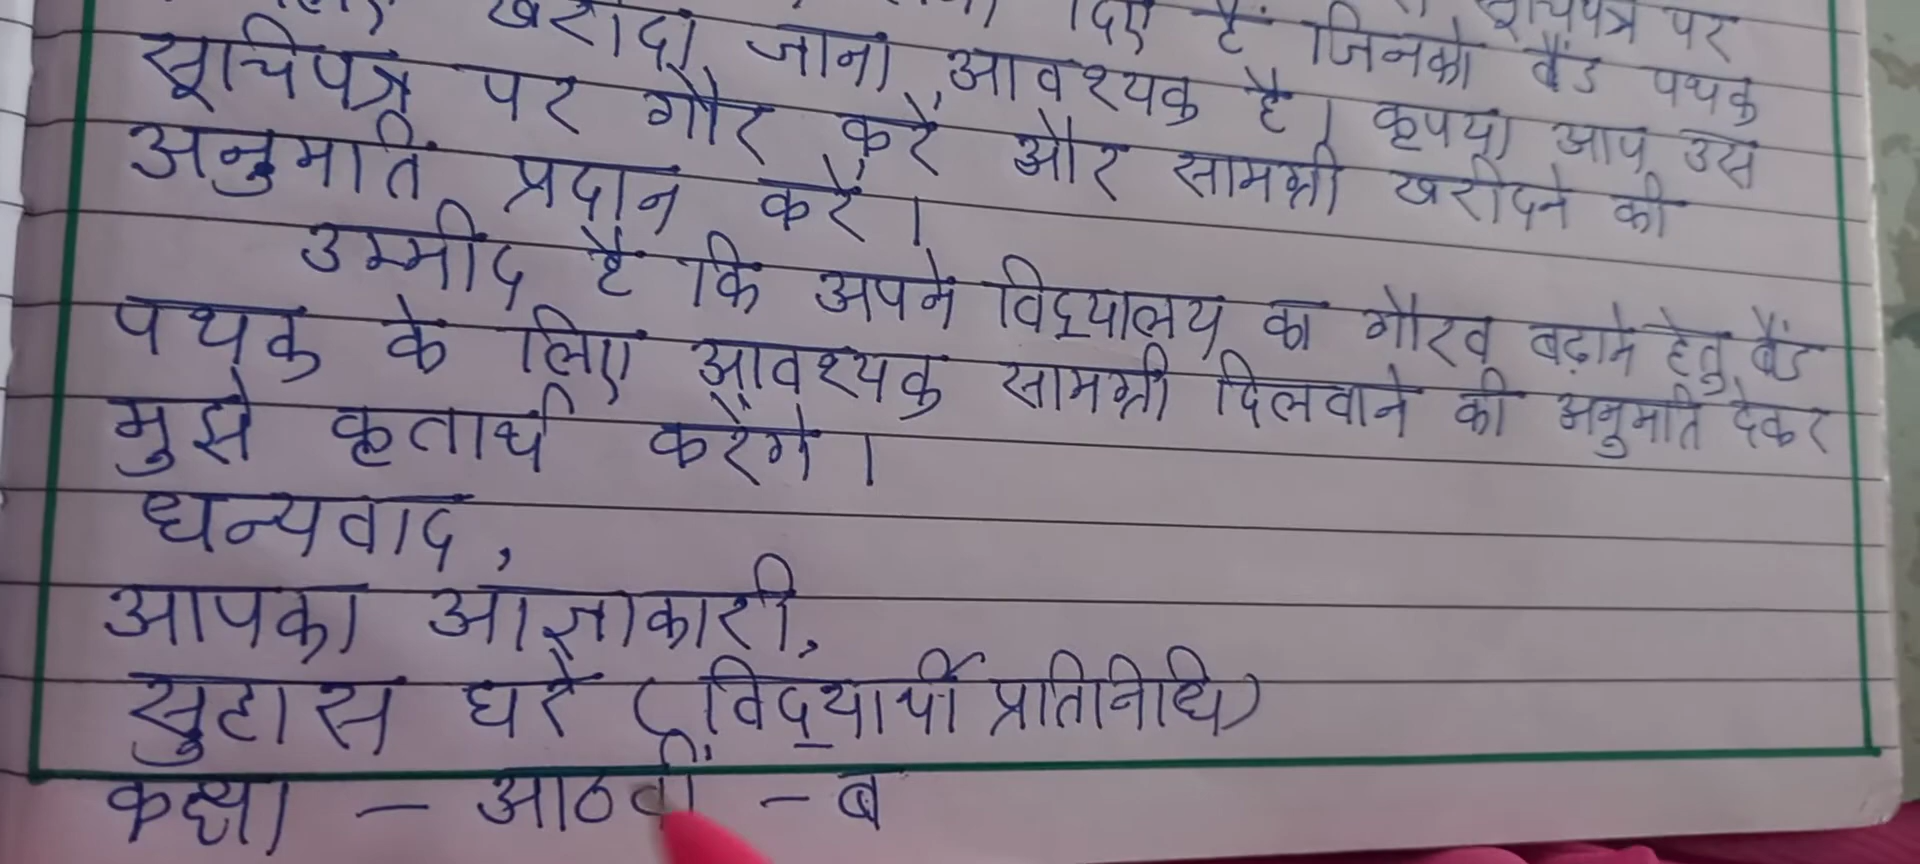 खरीदा जाना आवश्यक है। कृपया आप उस
दिए हैं जिनको बैंड पथक
सूचिपत्र पर
सूचिपत्र पर गौर करें और सामग्री खरीदने की
अनुमति प्रदान करें।
उम्मीद है कि अपने विद्यालय का गौरव बढ़ाने हेतु बैंड
पथक के लिए आवश्यक सामग्री दिलवाने की अनुमति देकर
मुझे कृतार्थ करेंगे।
धन्यवाद,
आपका आज्ञाकारी,
सुहास घरे (विद्यार्थी प्रतिनिधि)
कक्षा - आठवीं - ब